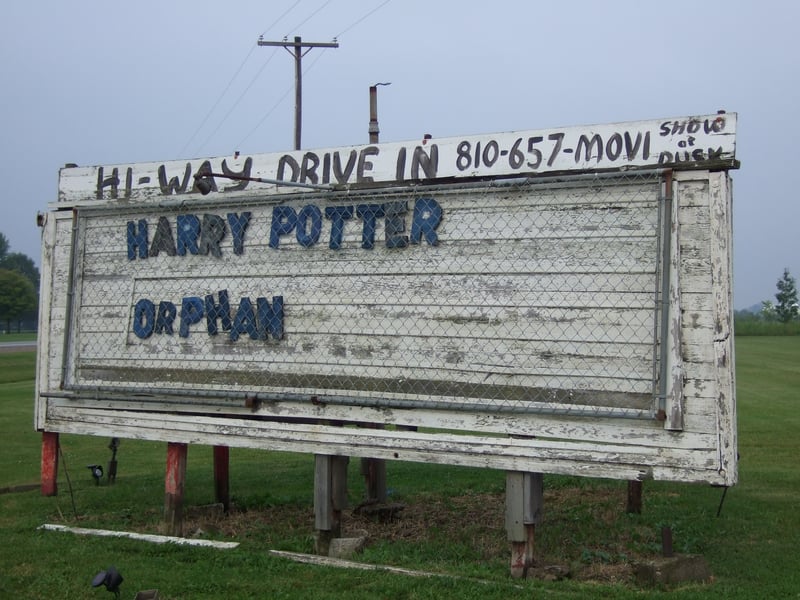 HI-WAY DRIVE IN 810-657-MOVI
SHOW
at
DUSK
HARRY POTTER
ORPHAN